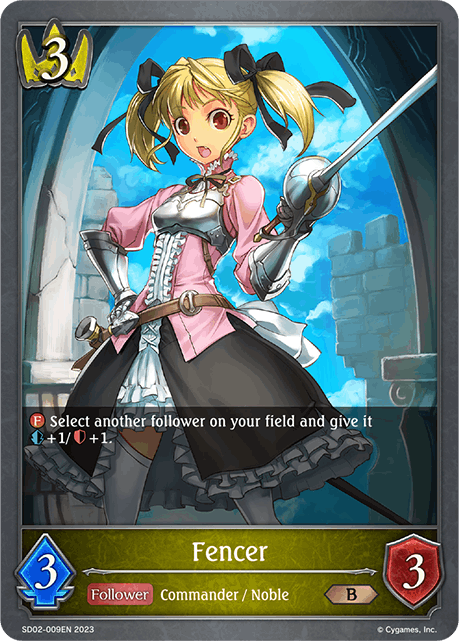 3
F Select another follower on your field and give it
+1/ +1.
Fencer
3
Follower Commander / Noble B
3
SD02-009EN 2023 © Cygames, Inc.